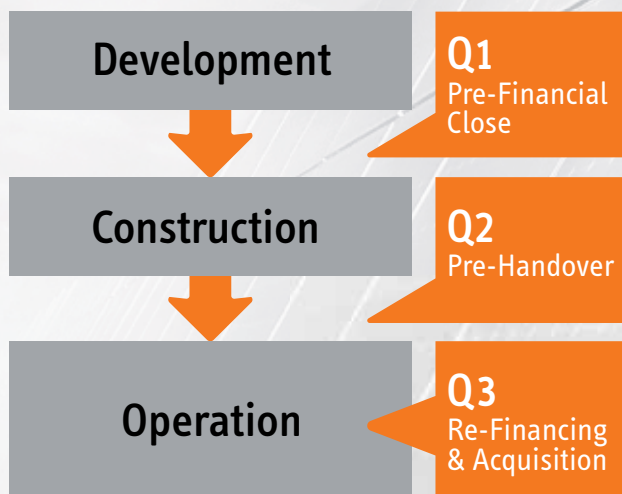 Development
Q1
Pre-Financial
Close
Construction
Q2
Pre-Handover
Operation
Q3
Re-Financing
& Acquisition